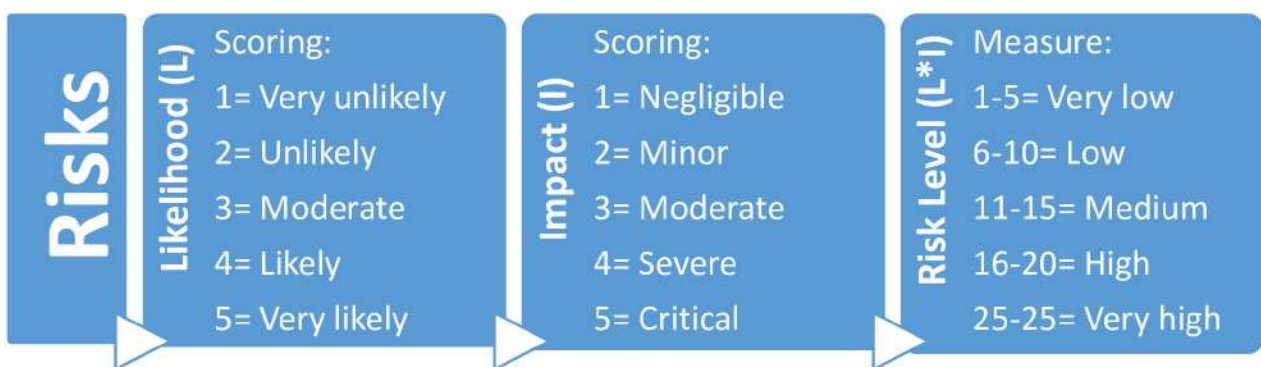 Risks
Likelihood (L)
Scoring:
1= Very unlikely
2= Unlikely
3= Moderate
4= Likely
5= Very likely
Impact (I)
Scoring:
1= Negligible
2= Minor
3= Moderate
4= Severe
5= Critical
Risk Level (L*I)
Measure:
1-5= Very low
6-10= Low
11-15= Medium
16-20= High
25-25= Very high